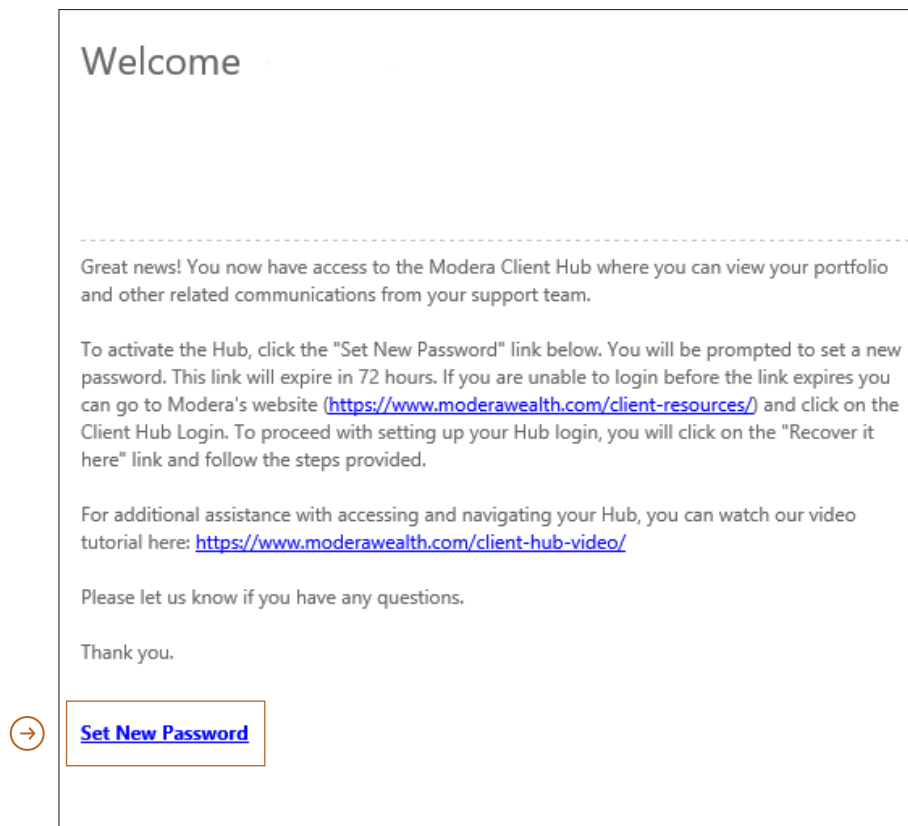 Welcome
Great news! You now have access to the Modera Client Hub where you can view your portfolio
and other related communications from your support team.
To activate the Hub, click the "Set New Password" link below. You will be prompted to set a new
password. This link will expire in 72 hours. If you are unable to login before the link expires you
can go to Modera's website (https://www.moderawealth.com/client-resources/) and click on the
Client Hub Login. To proceed with setting up your Hub login, you will click on the "Recover it
here" link and follow the steps provided.
For additional assistance with accessing and navigating your Hub, you can watch our video
tutorial here: https://www.moderawealth.com/client-hub-video/
Please let us know if you have any questions.
Thank you.
Set New Password